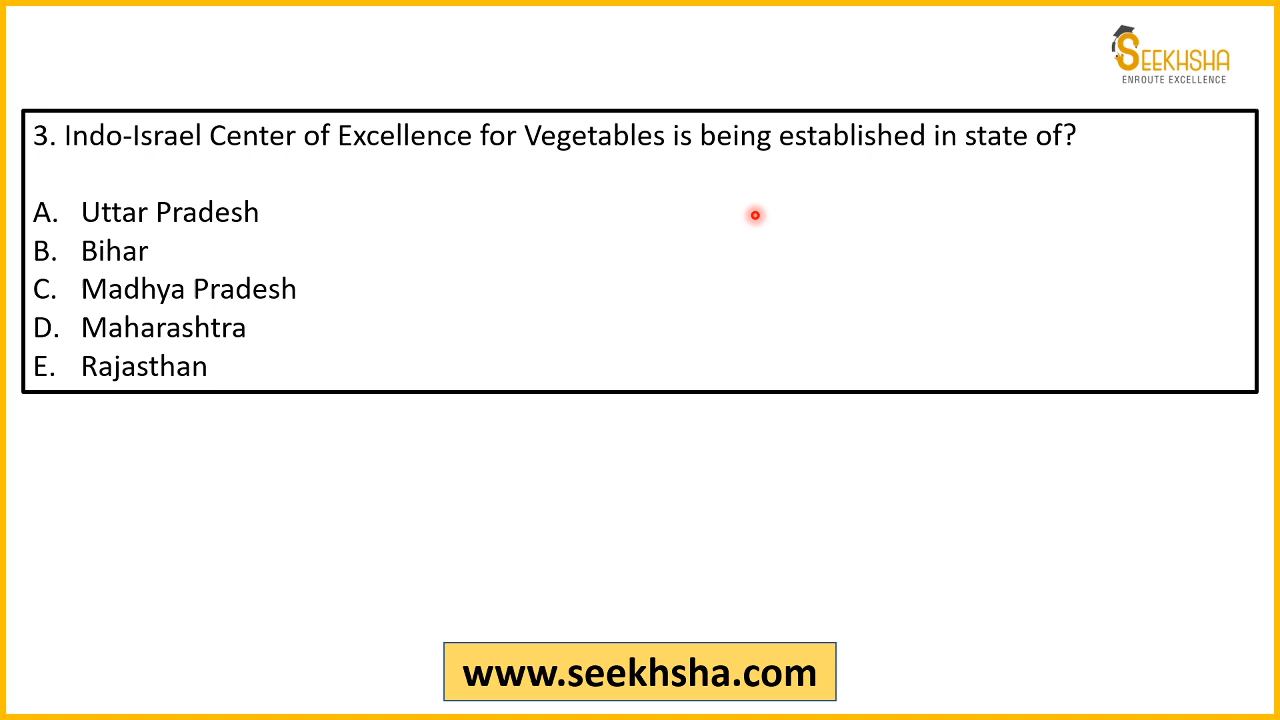 SEEKHSHA
ENROUTE EXCELLENCE
3. Indo-Israel Center of Excellence for Vegetables is being established in state of?
A. Uttar Pradesh
B. Bihar
C. Madhya Pradesh
D. Maharashtra
E. Rajasthan
www.seekhsha.com